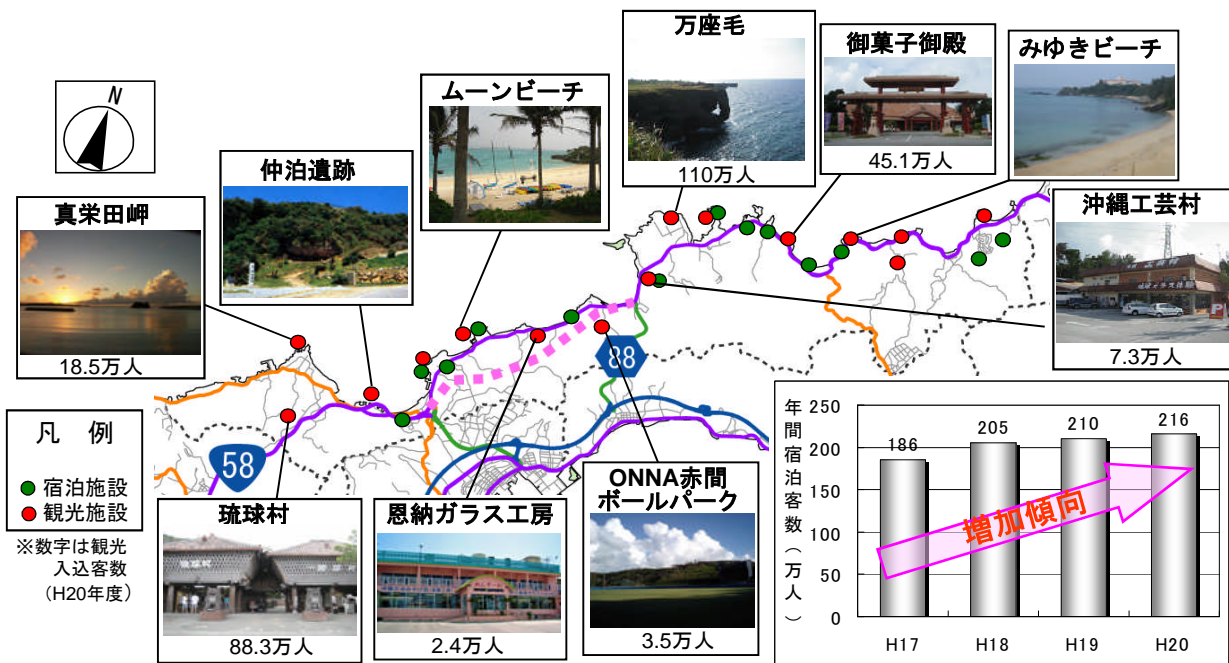 N
真栄田岬
18.5万人
仲泊遺跡
ムーンビーチ
万座毛
110万人
御菓子御殿
45.1万人
みゆきビーチ
沖縄工芸村
7.3万人
88
58
凡 例
宿泊施設
観光施設
※数字は観光
入込客数
(H20年度)
琉球村
88.3万人
恩納ガラス工房
2.4万人
ONNA赤間
ボールパーク
3.5万人
年間宿泊客数(万人)
250
200
150
100
50
0
186
205
210
216
増加傾向
H17
H18
H19
H20